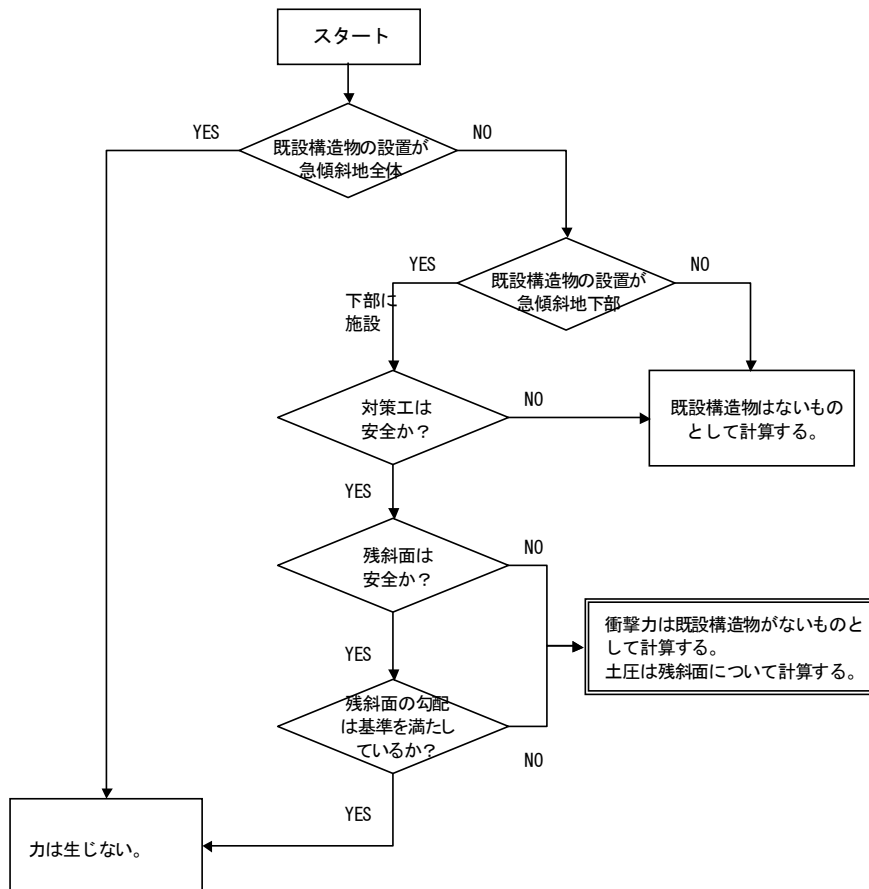 スタート
YES
NO
既設構造物の設置が
急傾斜地全体
YES
NO
既設構造物の設置が
急傾斜地下部
下部に
施設
対策工は
安全か？
NO
既設構造物はないもの
として計算する。
YES
残斜面は
安全か？
NO
衝撃力は既設構造物がないものと
して計算する。
土圧は残斜面について計算する。
YES
残斜面の勾配
は基準を満たし
ているか？
NO
YES
力は生じない。